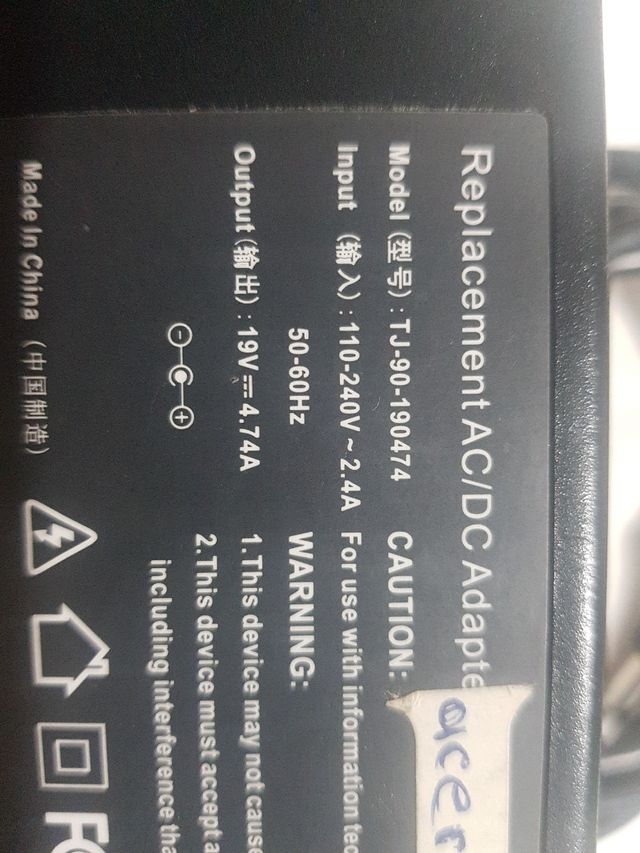 Replacement AC/DC Adapte
acer
Model (型号) : TJ-90-190474
Input (输入) : 110-240V ~ 2.4A
50-60Hz
Output (输出) : 19V⎓4.74A
Made In China (中国制造)
CAUTION:
For use with information tec
WARNING:
1.This device may not cause
2.This device must accept a
including interference tha
FC